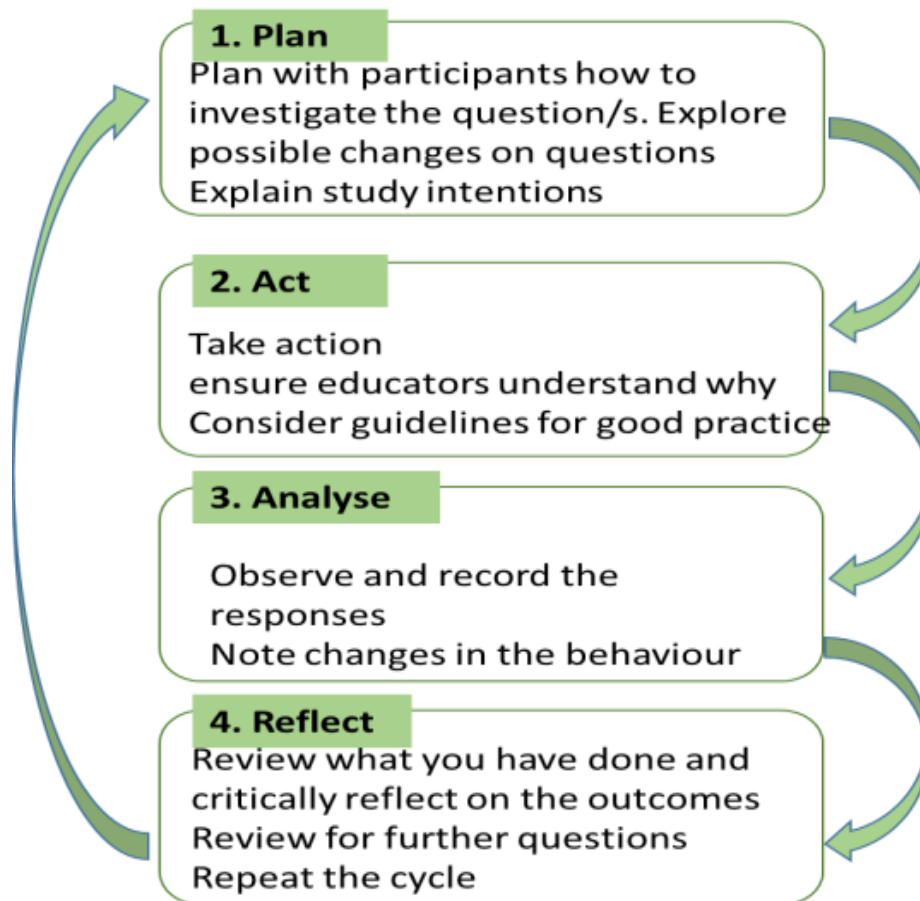 1. Plan
Plan with participants how to
investigate the question/s. Explore
possible changes on questions
Explain study intentions
2. Act
Take action
ensure educators understand why
Consider guidelines for good practice
3. Analyse
Observe and record the
responses
Note changes in the behaviour
4. Reflect
Review what you have done and
critically reflect on the outcomes
Review for further questions
Repeat the cycle